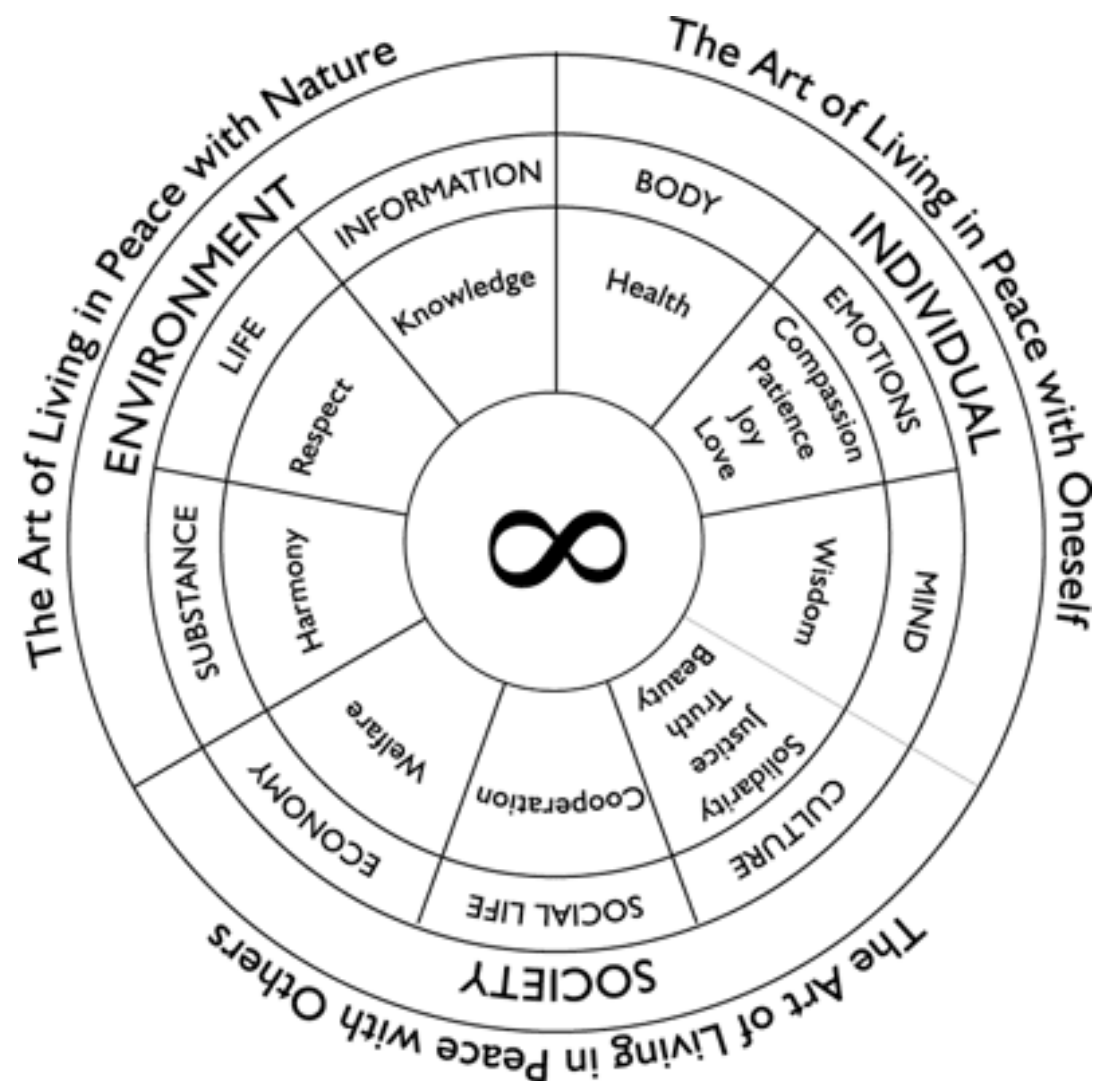 The Art of Living in Peace with Oneself
INDIVIDUAL
BODY
Health
EMOTIONS
Compassion
Patience
Joy
Love
MIND
Wisdom
The Art of Living in Peace with Others
SOCIETY
CULTURE
Beauty
Truth
Justice
Solidarity
SOCIAL LIFE
Cooperation
ECONOMY
Welfare
The Art of Living in Peace with Nature
ENVIRONMENT
SUBSTANCE
Harmony
LIFE
Respect
INFORMATION
Knowledge
∞